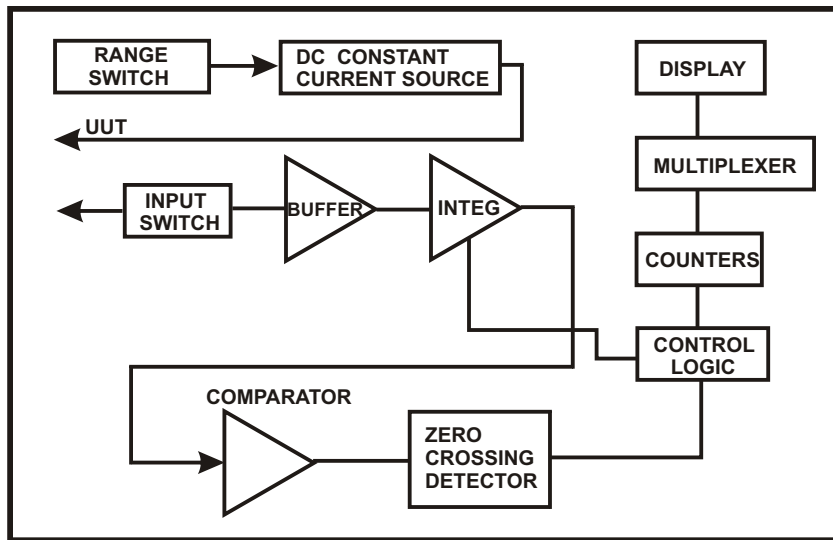 RANGE
SWITCH
DC CONSTANT
CURRENT SOURCE
DISPLAY
UUT
MULTIPLEXER
INPUT
SWITCH
BUFFER
INTEG
COUNTERS
CONTROL
LOGIC
COMPARATOR
ZERO
CROSSING
DETECTOR